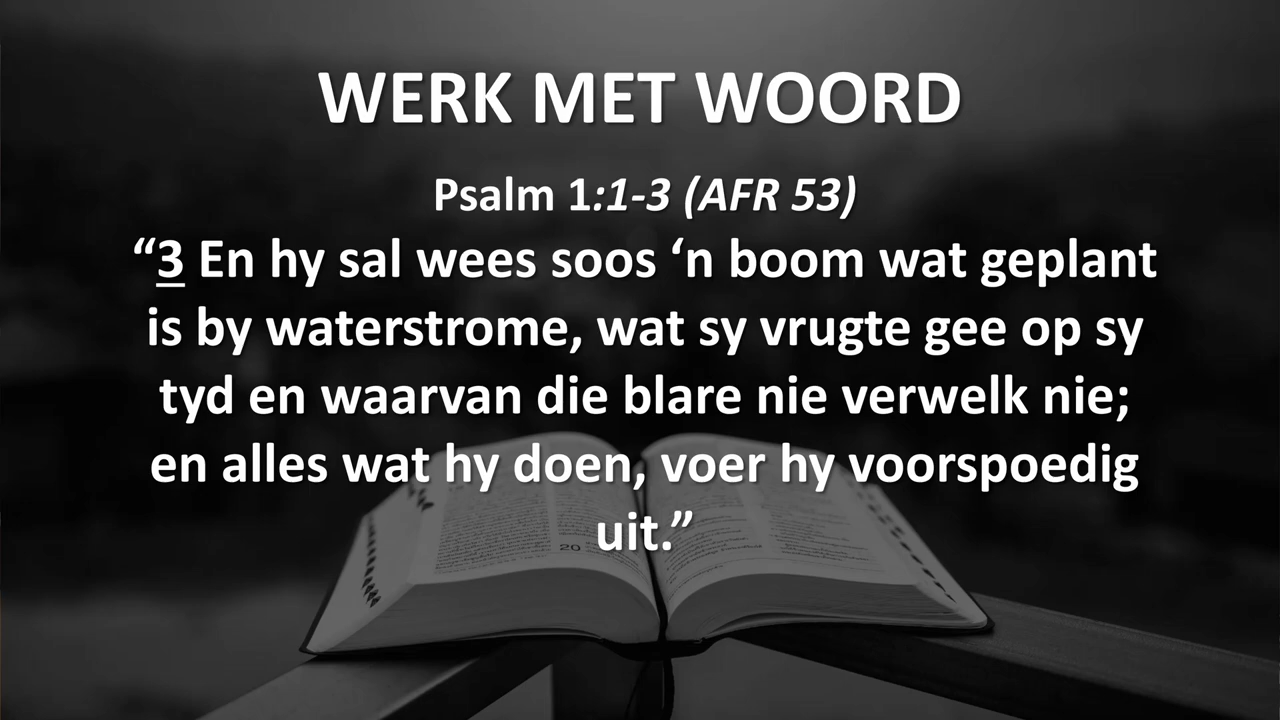 WERK MET WOORD
Psalm 1:1-3 (AFR 53)
“3 En hy sal wees soos ‘n boom wat geplant
is by waterstrome, wat sy vrugte gee op sy
tyd en waarvan die blare nie verwelk nie;
en alles wat hy doen, voer hy voorspoedig
uit.”
20